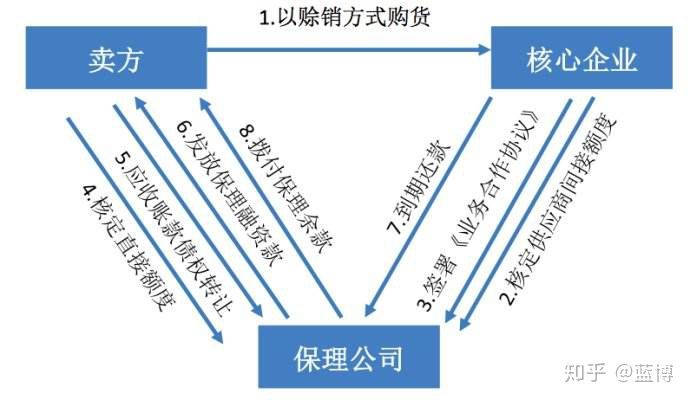 1.以赊销方式购货
卖方
核心企业
4.核定直接额度
5.应收账款债权转让
6.发放保理融资款
8.拨付保理余款
7.到期还款
3.签署《业务合作协议》
2.核定供应商间接额度
保理公司
知乎 @蓝博